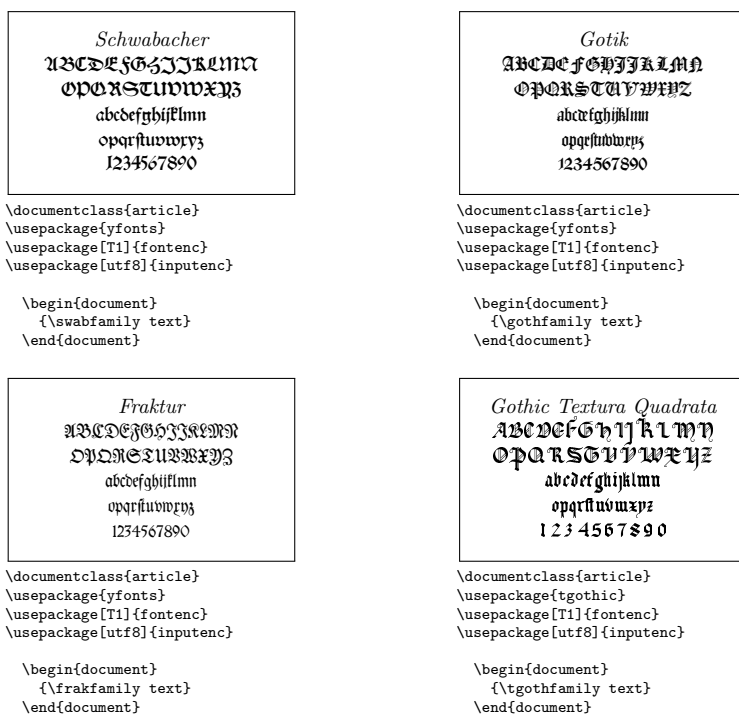 Schwabacher
ABCDEFGHIJKLMN
OPQRSTUVWXYZ
abcdefghijklmn
opqrstuvwxyz
1234567890
\documentclass{article}
\usepackage{yfonts}
\usepackage[T1]{fontenc}
\usepackage[utf8]{inputenc}
\begin{document}
{\swabfamily text}
\end{document}
Gotik
ABCDEFGHIJKLMN
OPQRSTUVWXYZ
abcdefghijklmn
opqrstuvwxyz
1234567890
\documentclass{article}
\usepackage{yfonts}
\usepackage[T1]{fontenc}
\usepackage[utf8]{inputenc}
\begin{document}
{\gothfamily text}
\end{document}
Fraktur
ABCDEFGHIJKLMN
OPQRSTUVWXYZ
abcdefghijklmn
opqrstuvwxyz
1234567890
\documentclass{article}
\usepackage{yfonts}
\usepackage[T1]{fontenc}
\usepackage[utf8]{inputenc}
\begin{document}
{\frakfamily text}
\end{document}
Gothic Textura Quadrata
ABCDEFGHIJKLMN
OPQRSTUVWXYZ
abcdefghijklmn
opqrstuvwxyz
1234567890
\documentclass{article}
\usepackage{tgothic}
\usepackage[T1]{fontenc}
\usepackage[utf8]{inputenc}
\begin{document}
{\tgothfamily text}
\end{document}